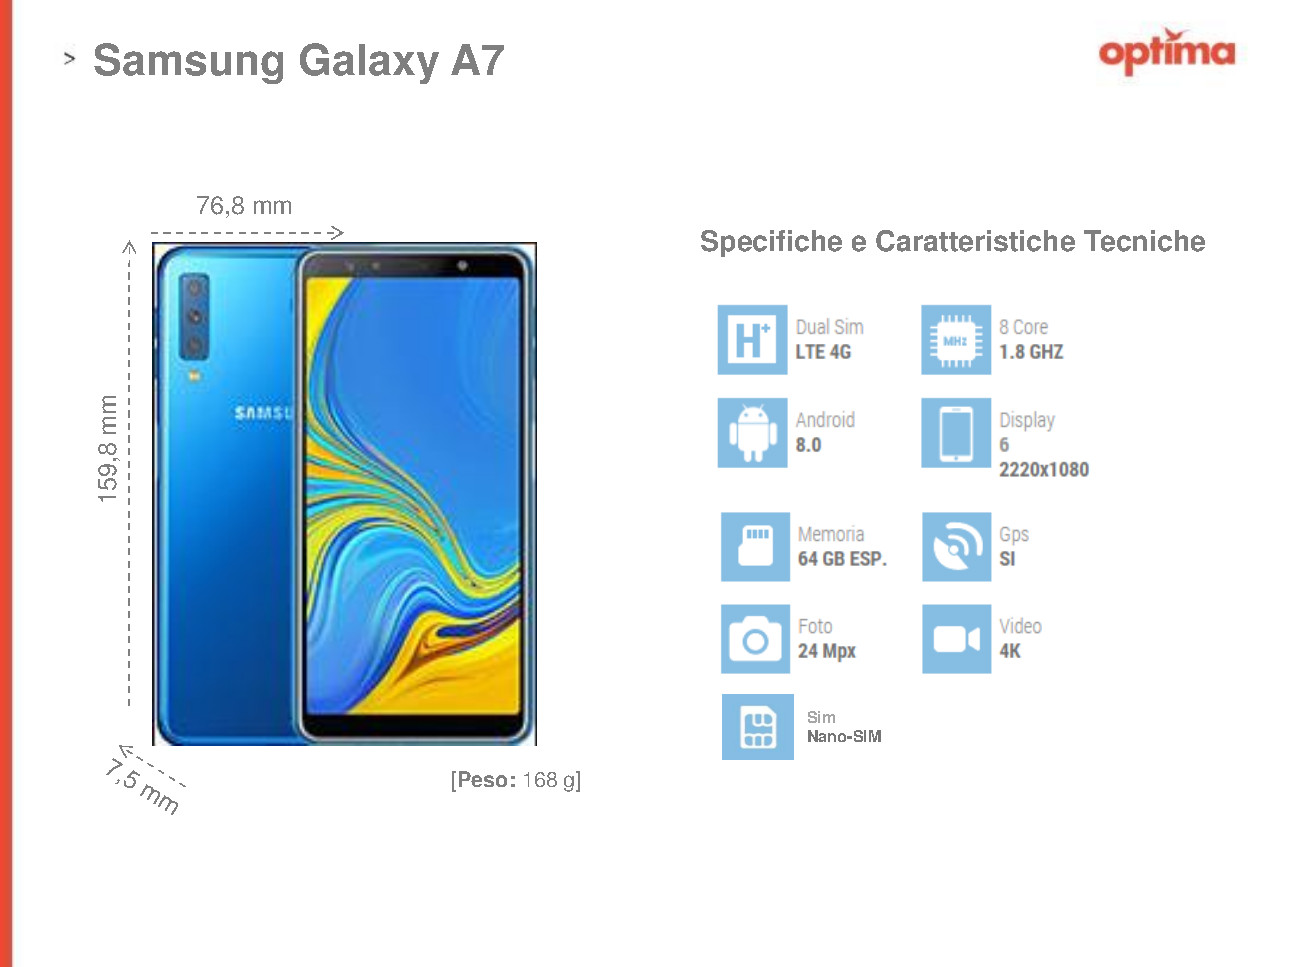 > Samsung Galaxy A7
optima
76,8 mm
159,8 mm
7,5 mm
SAMSU
[Peso: 168 g]
Specifiche e Caratteristiche Tecniche
H+
Dual Sim
LTE 4G
MHz
8 Core
1.8 GHZ
Android
8.0
Display
6
2220x1080
Memoria
64 GB ESP.
Gps
SI
Foto
24 Mpx
Video
4K
Sim
Nano-SIM